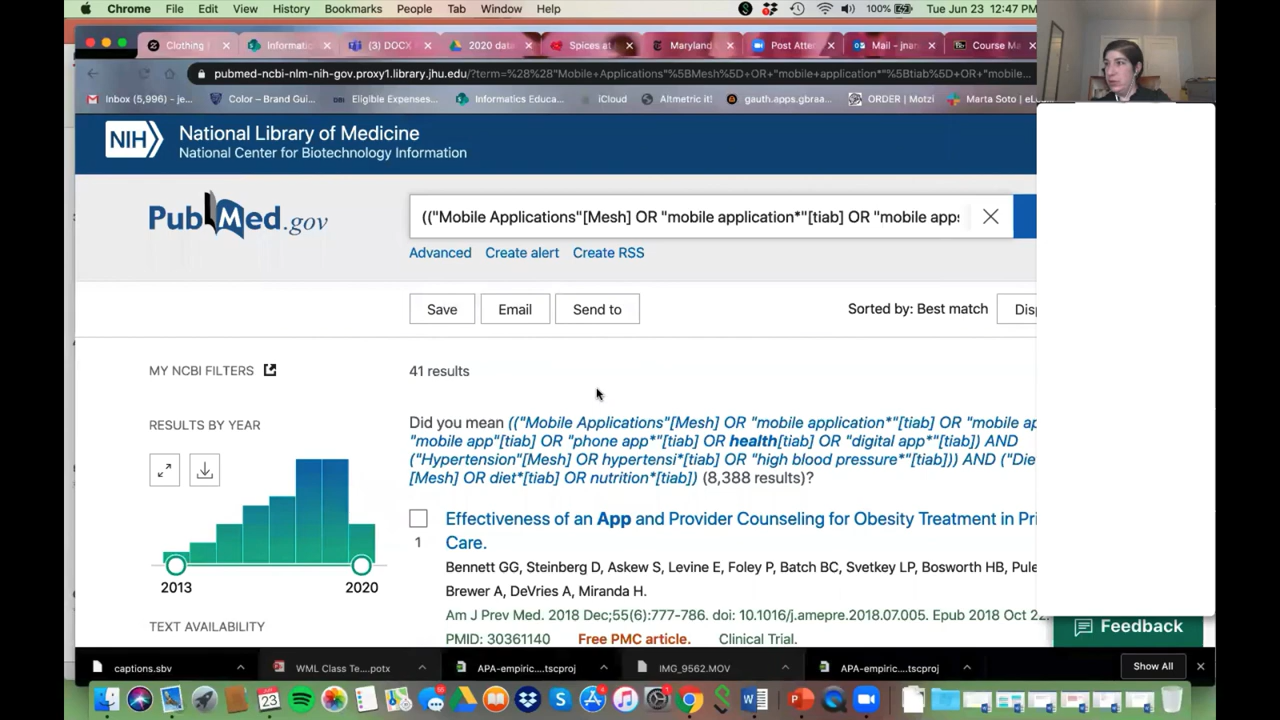 Chrome File Edit View History Bookmarks People Tab Window Help 100% Tue Jun 23 12:47 PM
Clothing Informatic (3) DOCX 2020 data Spices at Maryland Post Atte Mail – jnar Course Ma
pubmed-ncbi-nlm-nih-gov.proxy1.library.jhu.edu/?term=%28%28"Mobile+Applications"%5BMesh%5D+OR+"mobile+application*"%5Btiab%5D+OR+"mobile...
Inbox (5,996) - je... Color – Brand Gui... DBI Eligible Expenses... Informatics Educa... iCloud Altmetric it! gauth.apps.gbraa... ORDER | Motzi Marta Soto | eL
NIH National Library of Medicine
National Center for Biotechnology Information
PubMed.gov
(("Mobile Applications"[Mesh] OR "mobile application*"[tiab] OR "mobile apps
Advanced Create alert Create RSS
Save Email Send to Sorted by: Best match Disp
MY NCBI FILTERS
41 results
RESULTS BY YEAR
Did you mean (("Mobile Applications"[Mesh] OR "mobile application*"[tiab] OR "mobile ap
"mobile app"[tiab] OR "phone app*"[tiab] OR health[tiab] OR "digital app*"[tiab]) AND
("Hypertension"[Mesh] OR hypertensi*[tiab] OR "high blood pressure*"[tiab])) AND ("Die
[Mesh] OR diet*[tiab] OR nutrition*[tiab]) (8,388 results)?
Effectiveness of an App and Provider Counseling for Obesity Treatment in Pri
1 Care.
Bennett GG, Steinberg D, Askew S, Levine E, Foley P, Batch BC, Svetkey LP, Bosworth HB, Pule
2013 2020
Brewer A, DeVries A, Miranda H.
Am J Prev Med. 2018 Dec;55(6):777-786. doi: 10.1016/j.amepre.2018.07.005. Epub 2018 Oct 22.
TEXT AVAILABILITY
PMID: 30361140 Free PMC article. Clinical Trial.
Feedback
captions.sbv WML Class Te....potx APA-empiric....tscproj IMG_9562.MOV APA-empiric....tscproj Show All